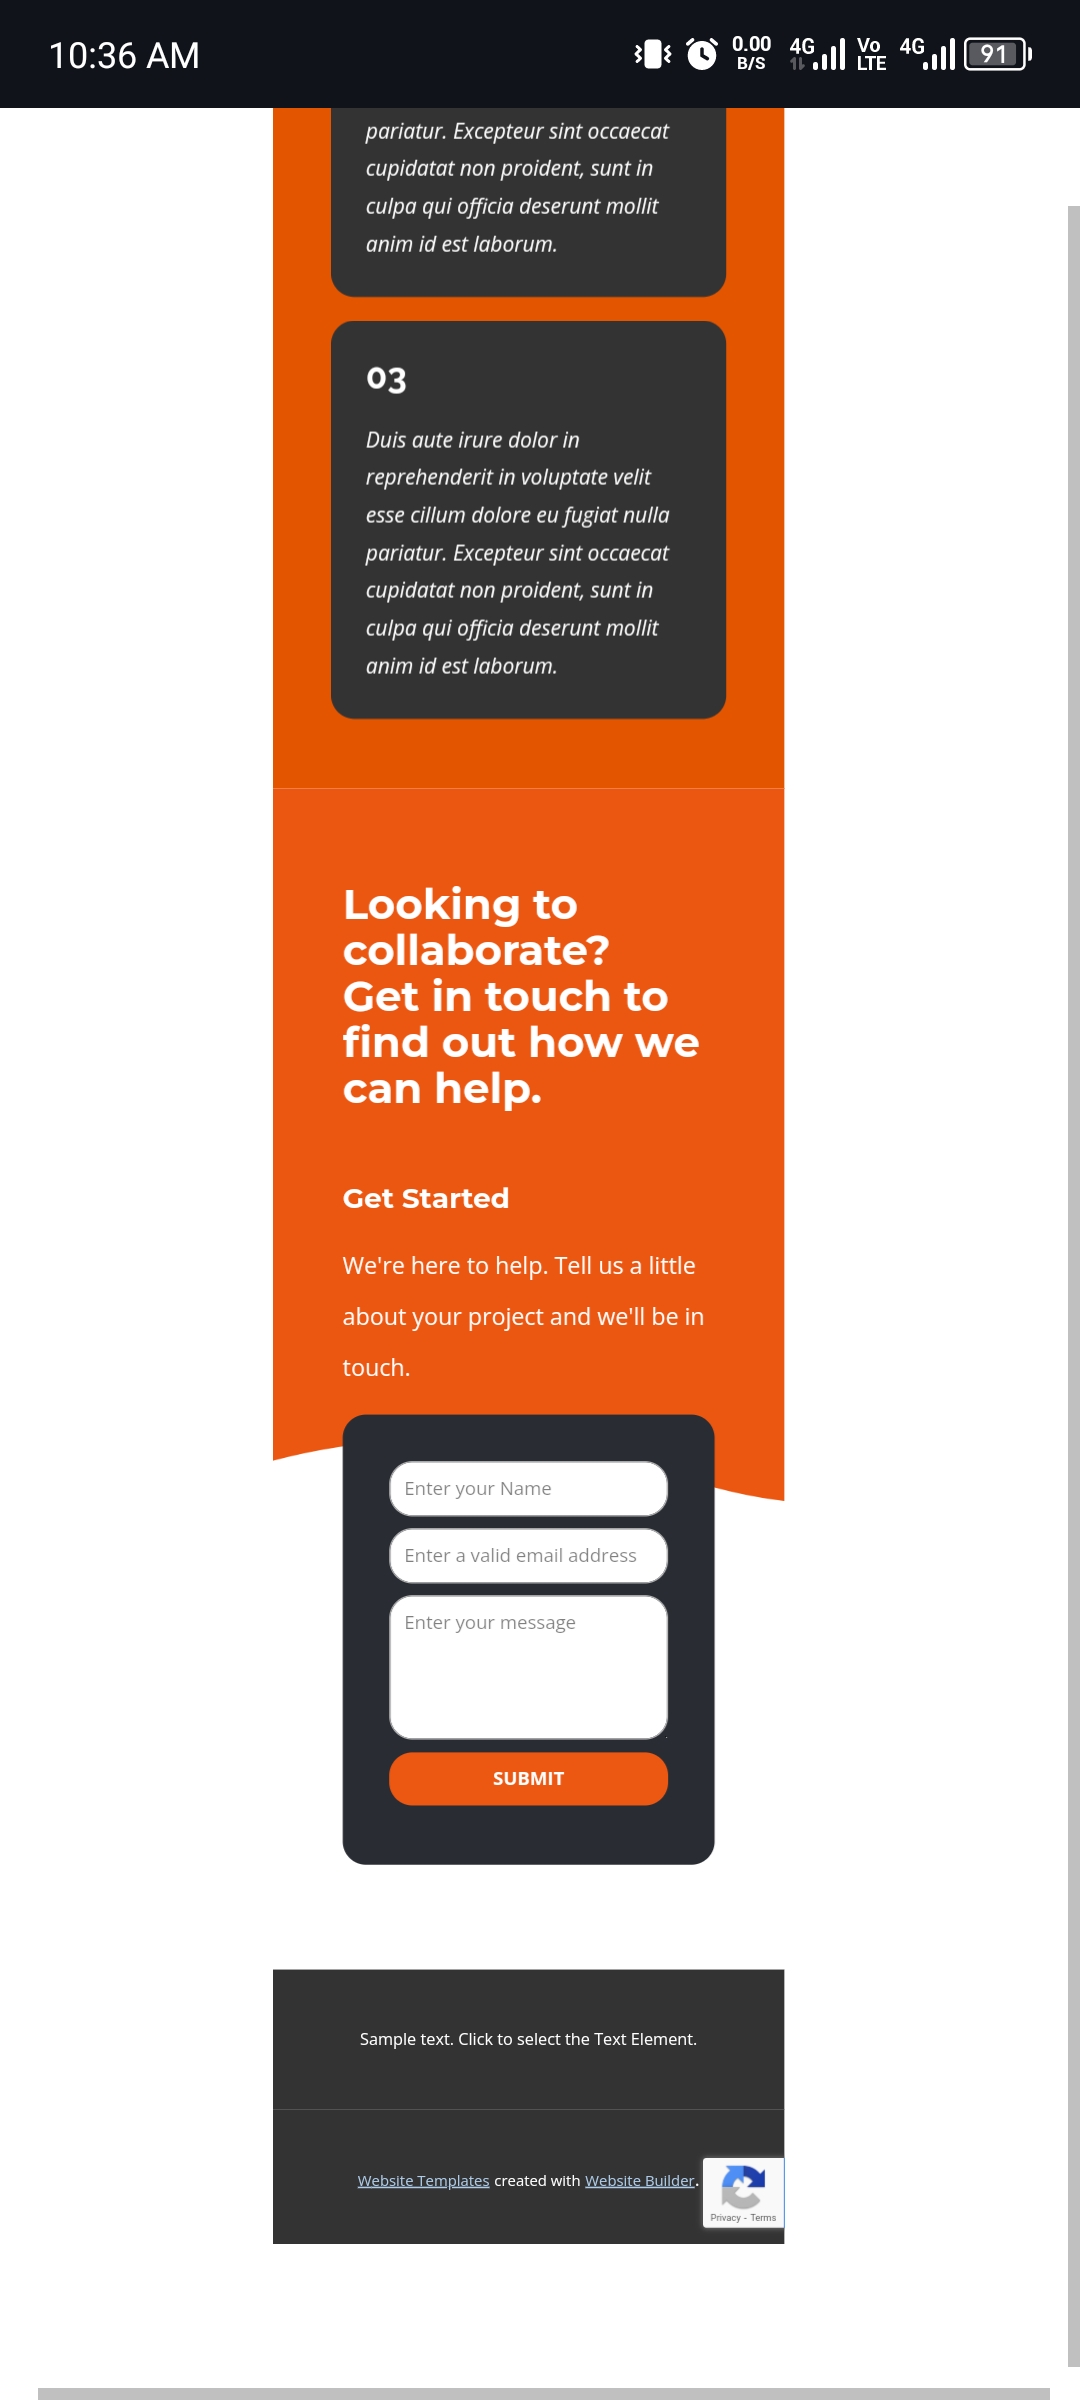 10:36 AM
0.00
B/S
4G
Vo
LTE
4G
91
pariatur. Excepteur sint occaecat
cupidatat non proident, sunt in
culpa qui officia deserunt mollit
anim id est laborum.
03
Duis aute irure dolor in
reprehenderit in voluptate velit
esse cillum dolore eu fugiat nulla
pariatur. Excepteur sint occaecat
cupidatat non proident, sunt in
culpa qui officia deserunt mollit
anim id est laborum.
Looking to
collaborate?
Get in touch to
find out how we
can help.
Get Started
We're here to help. Tell us a little
about your project and we'll be in
touch.
Enter your Name
Enter a valid email address
Enter your message
SUBMIT
Sample text. Click to select the Text Element.
Website Templates created with Website Builder.
Privacy - Terms